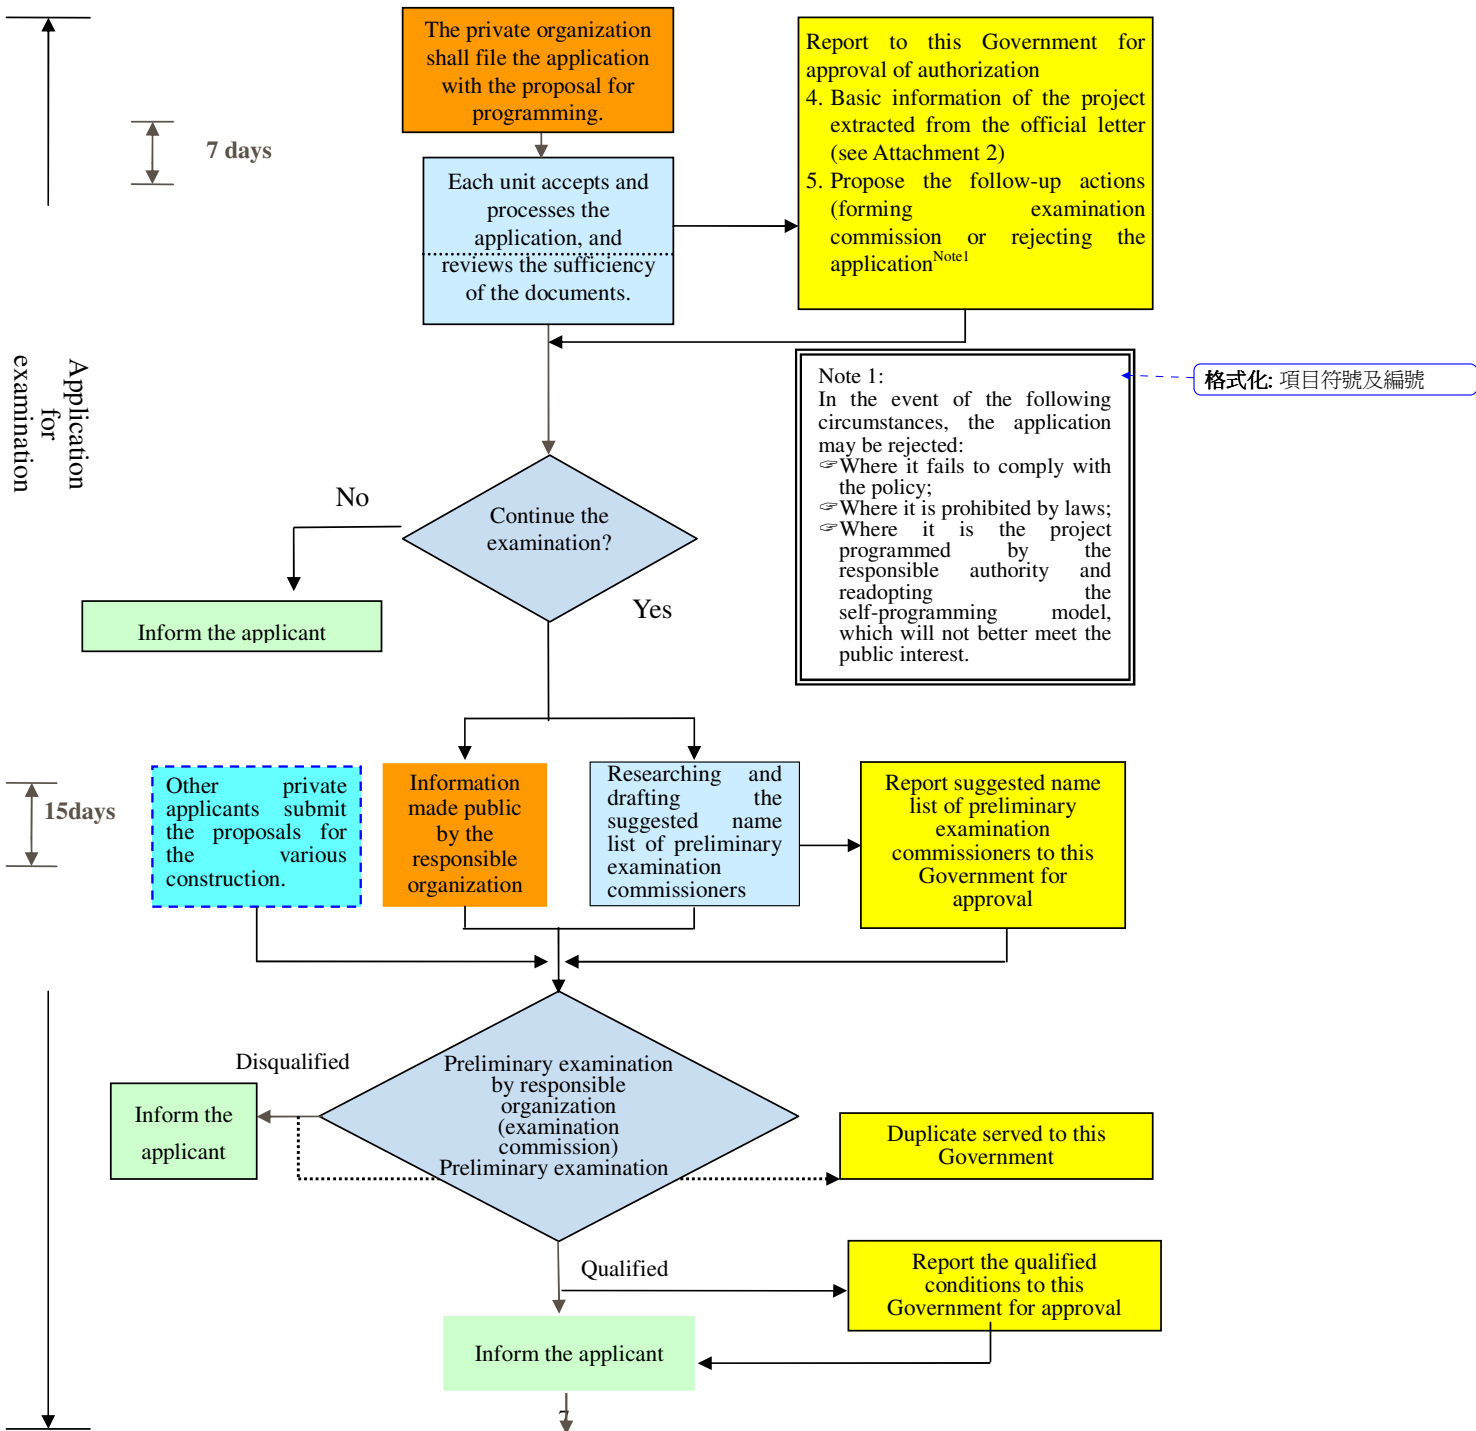 The private organization
shall file the application
with the proposal for
programming.
Report to this Government for
approval of authorization
4. Basic information of the project
extracted from the official letter
(see Attachment 2)
5. Propose the follow-up actions
(forming examination
commission or rejecting the
application Note1
7 days
Each unit accepts and
processes the
application, and
reviews the sufficiency
of the documents.
Application
for
examination
Note 1:
In the event of the following
circumstances, the application
may be rejected:
☞Where it fails to comply with
the policy;
☞Where it is prohibited by laws;
☞Where it is the project
programmed by the
responsible authority and
readopting the
self-programming model,
which will not better meet the
public interest.
格式化: 項目符號及編號
No
Continue the
examination?
Yes
Inform the applicant
15days
Other private
applicants submit
the proposals for
the various
construction.
Information
made public
by the
responsible
organization
Researching and
drafting the
suggested name
list of preliminary
examination
commissioners
Report suggested name
list of preliminary
examination
commissioners to this
Government for
approval
Disqualified
Preliminary examination
by responsible
organization
(examination
commission)
Preliminary examination
Inform the
applicant
Duplicate served to this
Government
Qualified
Report the qualified
conditions to this
Government for approval
Inform the applicant
7